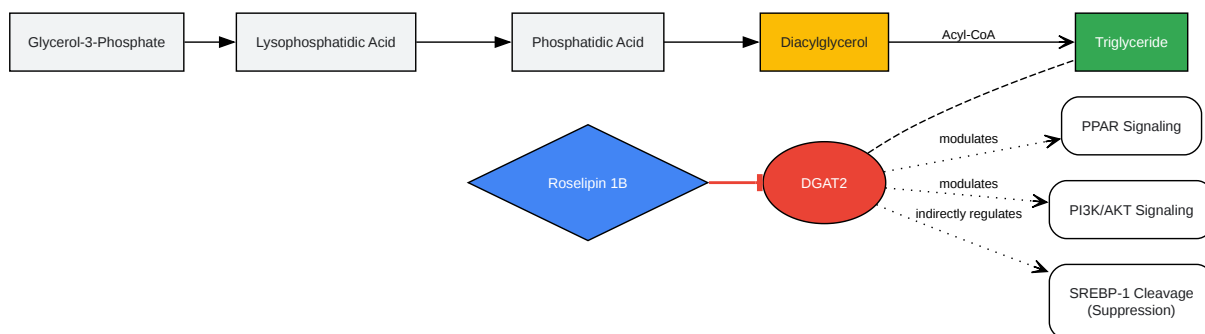 Glycerol-3-Phosphate
Lysophosphatidic Acid
Phosphatidic Acid
Diacylglycerol
Acyl-CoA
Triglyceride
PPAR Signaling
modulates
Roselipin 1B
DGAT2
modulates
PI3K/AKT Signaling
indirectly regulates
SREBP-1 Cleavage
(Suppression)